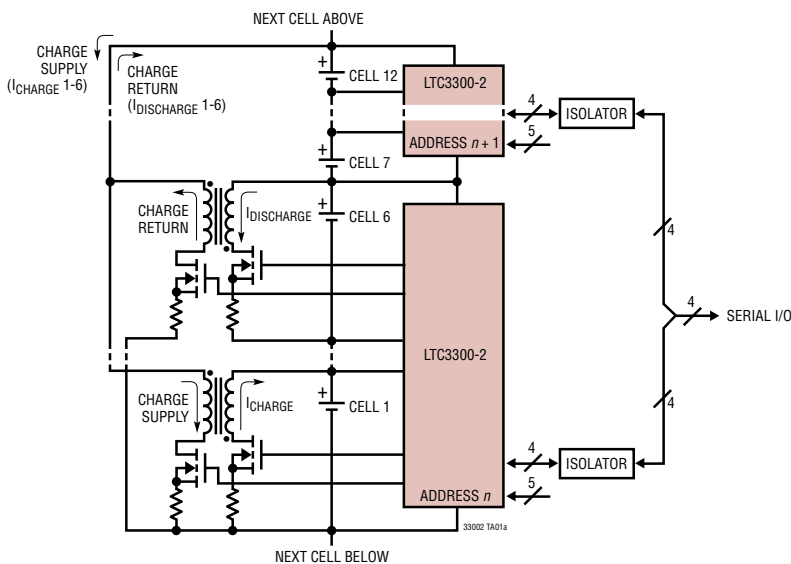 NEXT CELL ABOVE
CHARGE
SUPPLY
(ICHARGE 1-6)
CHARGE
RETURN
(IDISCHARGE 1-6)
+
CELL 12
LTC3300-2
4
ISOLATOR
ADDRESS n + 1
5
+
CELL 7
CHARGE
RETURN
IDISCHARGE
+
CELL 6
4
LTC3300-2
4
SERIAL I/O
CHARGE
SUPPLY
ICHARGE
+
CELL 1
4
4
ISOLATOR
ADDRESS n
5
33002 TA01a
NEXT CELL BELOW